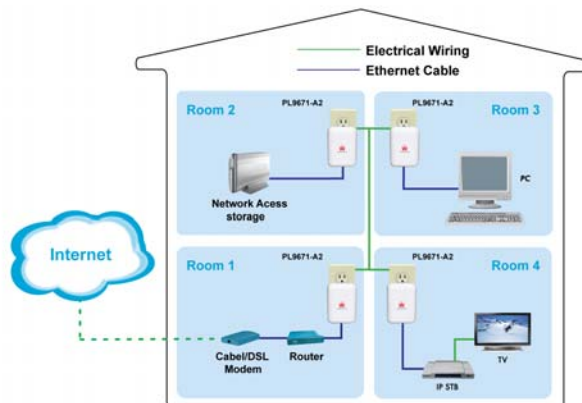 Electrical Wiring
Ethernet Cable
Room 2
PL9671-A2
Network Acess
storage
PL9671-A2
Room 3
PC
Internet
Room 1
PL9671-A2
Cabel/DSL
Modem
Router
PL9671-A2
Room 4
IP STB
TV